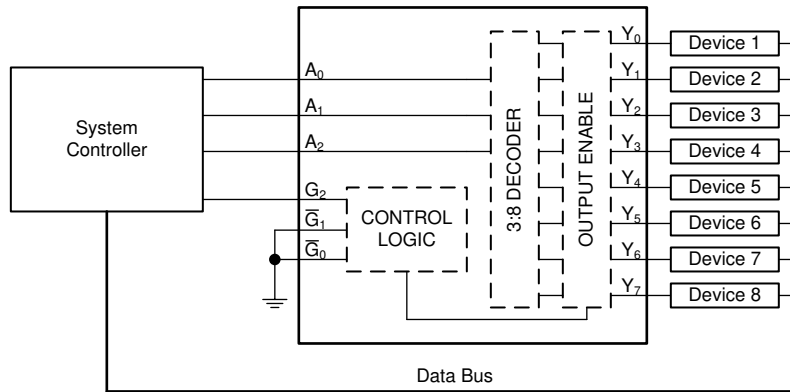 System
Controller
A0
A1
A2
G2
G̅1
G̅0
CONTROL
LOGIC
3:8 DECODER
OUTPUT ENABLE
Y0
Y1
Y2
Y3
Y4
Y5
Y6
Y7
Device 1
Device 2
Device 3
Device 4
Device 5
Device 6
Device 7
Device 8
Data Bus